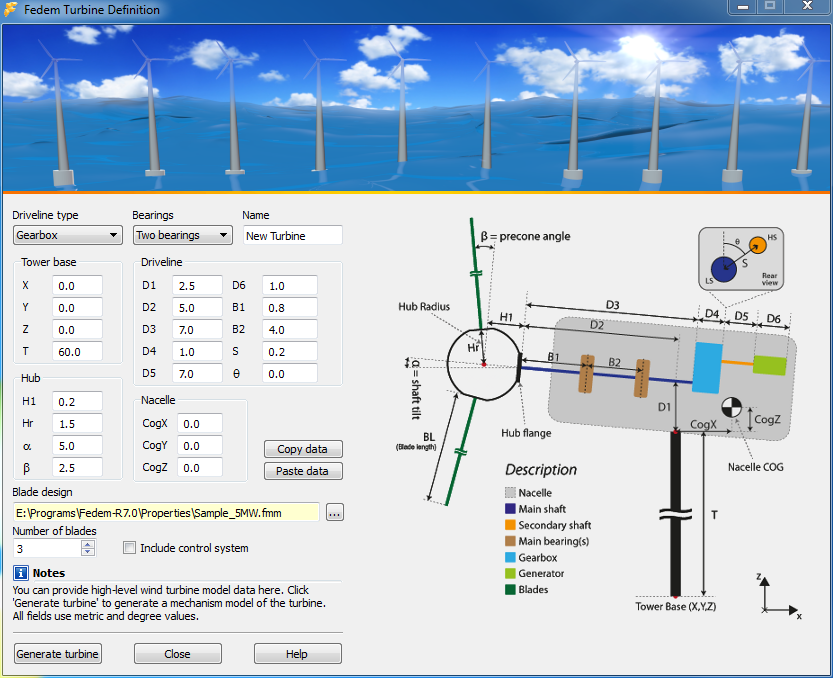 Fedem Turbine Definition
Driveline type
Bearings
Name
Gearbox
Two bearings
New Turbine
Tower base
X 0.0
Y 0.0
Z 0.0
T 60.0
Driveline
D1 2.5 D6 1.0
D2 5.0 B1 0.8
D3 7.0 B2 4.0
D4 1.0 S 0.2
D5 7.0 θ 0.0
Hub
H1 0.2
Hr 1.5
α 5.0
β 2.5
Nacelle
CogX 0.0
CogY 0.0
CogZ 0.0
Copy data
Paste data
Blade design
E:\Programs\Fedem-R7.0\Properties\Sample_5MW.fmm
...
Number of blades
3
Include control system
i Notes
You can provide high-level wind turbine model data here. Click
'Generate turbine' to generate a mechanism model of the turbine.
All fields use metric and degree values.
Generate turbine
Close
Help
β = precone angle
Hub Radius
H1
Hr
α = shaft tilt
BL
(Blade length)
Hub flange
D3
D2
D4
D5
D6
B1
B2
D1
CogX
CogZ
Nacelle COG
T
Tower Base (X,Y,Z)
θ
HS
S
LS
Rear
view
Description
Nacelle
Main shaft
Secondary shaft
Main bearing(s)
Gearbox
Generator
Blades
z
x